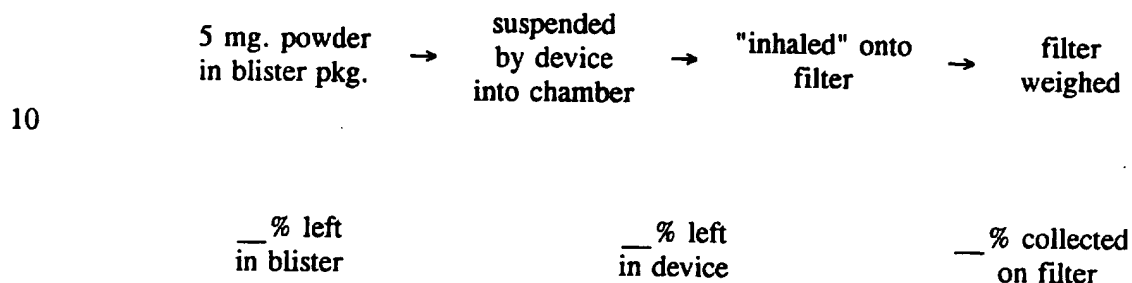 5 mg. powder in blister pkg. → suspended by device into chamber → "inhaled" onto filter → filter weighed
10
__% left in blister
__% left in device
__% collected on filter